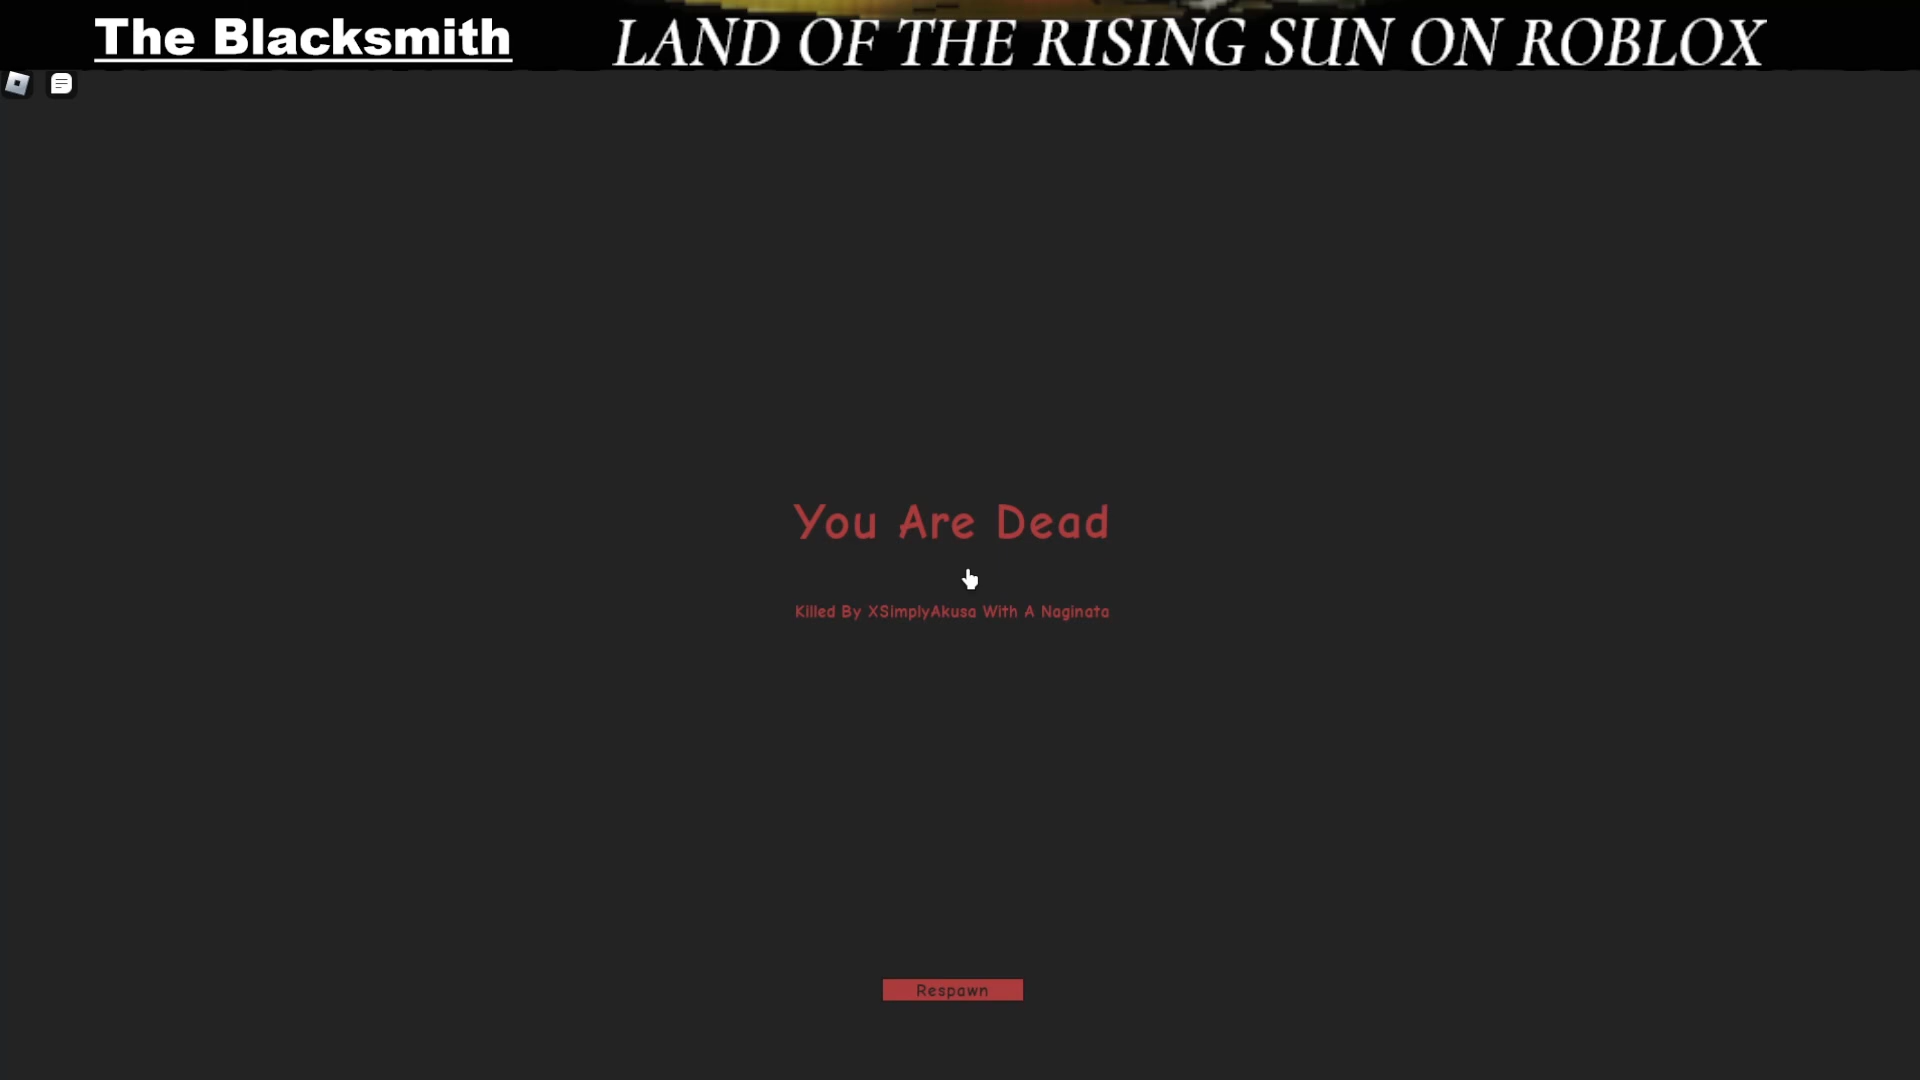 The Blacksmith
LAND OF THE RISING SUN ON ROBLOX
You Are Dead
Killed By XSimplyAkusa With A Naginata
Respawn